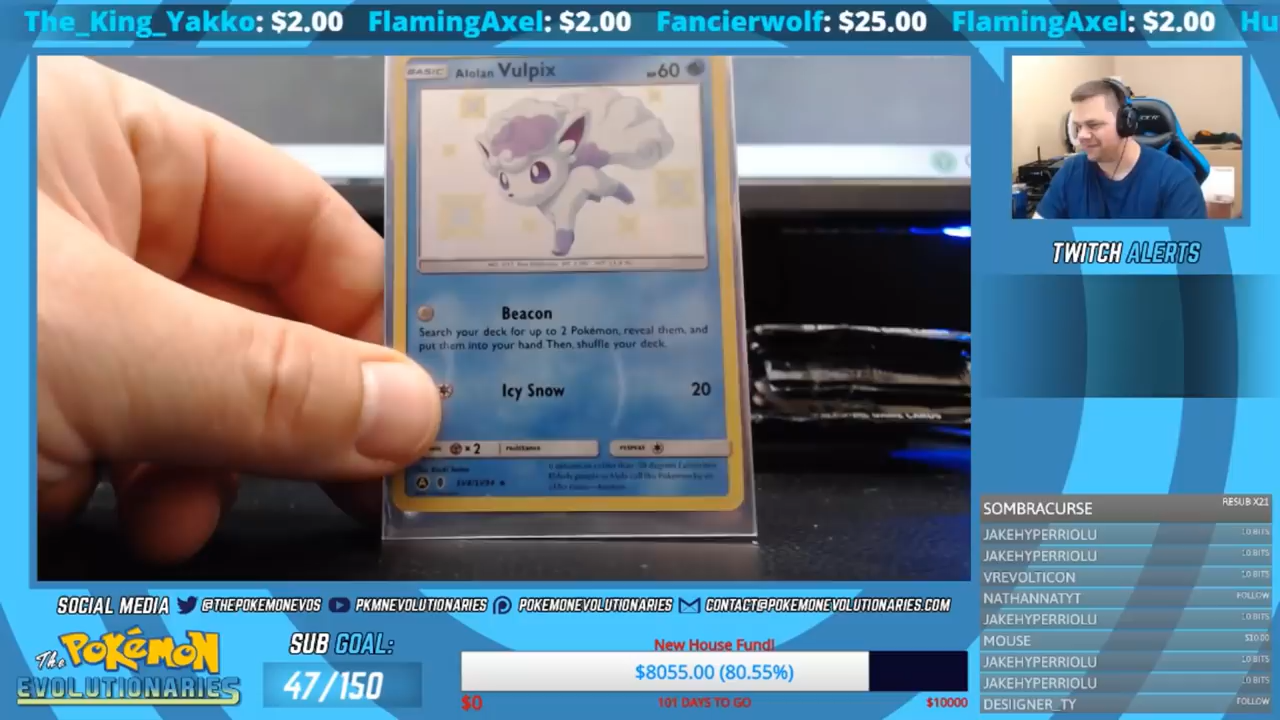 The_King_Yakko: $2.00 FlamingAxel: $2.00 Fancierwolf: $25.00 FlamingAxel: $2.00 Hu
BASIC Alolan Vulpix HP 60
Beacon
Search your deck for up to 2 Pokémon, reveal them, and
put them into your hand. Then, shuffle your deck.
Icy Snow 20
×2 resistance retreat
TWITCH ALERTS
SOMBRACURSE RESUB X21
JAKEHYPERRIOLU 10 BITS
JAKEHYPERRIOLU 10 BITS
VREVOLTICON 10 BITS
NATHANNATYT FOLLOW
JAKEHYPERRIOLU 10 BITS
MOUSE $10.00
JAKEHYPERRIOLU 10 BITS
JAKEHYPERRIOLU 10 BITS
DESIIGNER_TY FOLLOW
SOCIAL MEDIA @THEPOKEMONEVOS PKMNEVOLUTIONARIES POKEMONEVOLUTIONARIES CONTACT@POKEMONEVOLUTIONARIES.COM
The Pokémon
EVOLUTIONARIES
SUB GOAL:
47/150
New House Fund!
$8055.00 (80.55%)
$0 101 DAYS TO GO $10000